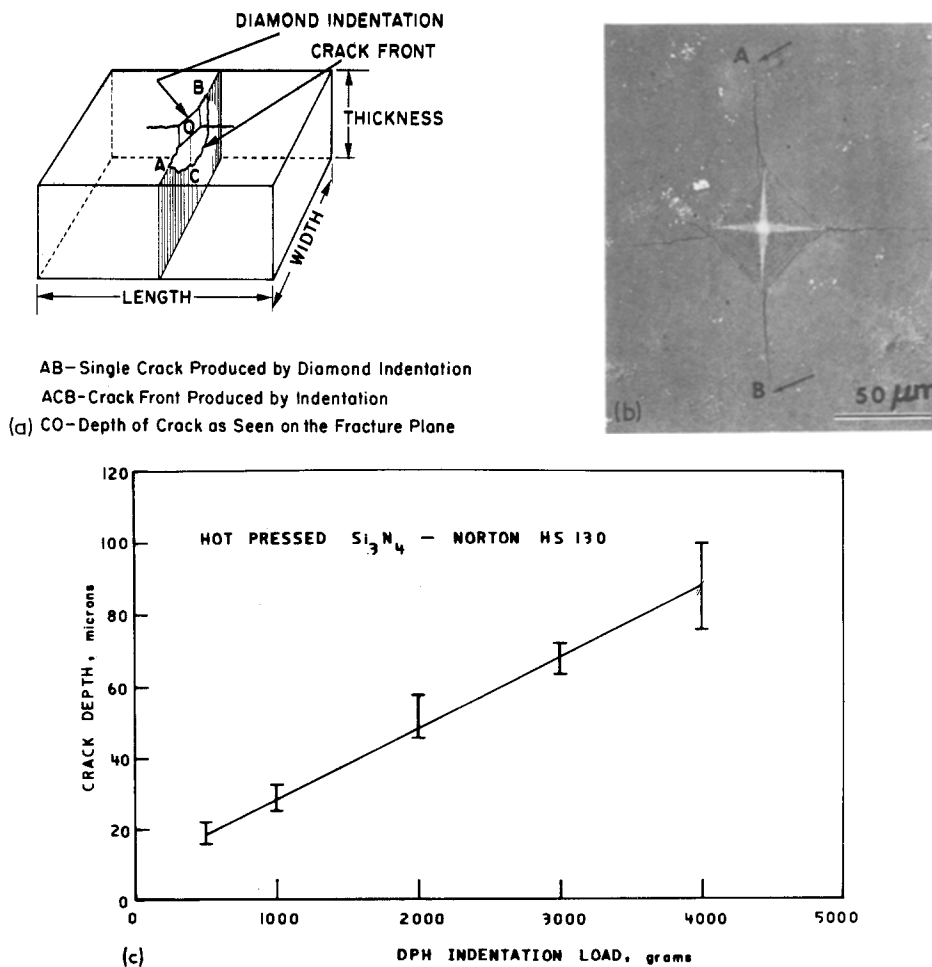 DIAMOND INDENTATION
CRACK FRONT
B
O
A
C
THICKNESS
WIDTH
LENGTH
AB–Single Crack Produced by Diamond Indentation
ACB–Crack Front Produced by Indentation
(a) CO–Depth of Crack as Seen on the Fracture Plane
A
B
50 μm
(b)
120
100
80
60
40
20
0
CRACK DEPTH, microns
HOT PRESSED Si3N4 – NORTON HS 130
0 1000 2000 3000 4000 5000
(c) DPH INDENTATION LOAD, grams